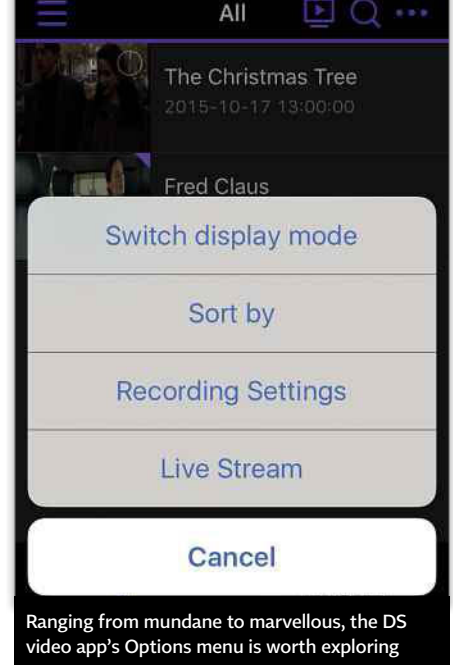 All
The Christmas Tree
2015-10-17 13:00:00
Fred Claus
Switch display mode
Sort by
Recording Settings
Live Stream
Cancel
Ranging from mundane to marvellous, the DS
video app's Options menu is worth exploring